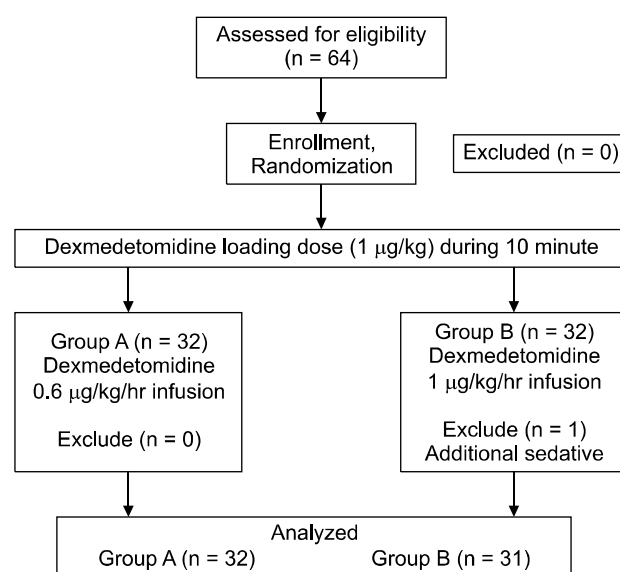 Assessed for eligibility
(n = 64)
Enrollment,
Randomization
Excluded (n = 0)
Dexmedetomidine loading dose (1 μg/kg) during 10 minute
Group A (n = 32)
Dexmedetomidine
0.6 μg/kg/hr infusion
Exclude (n = 0)
Group B (n = 32)
Dexmedetomidine
1 μg/kg/hr infusion
Exclude (n = 1)
Additional sedative
Analyzed
Group A (n = 32) Group B (n = 31)